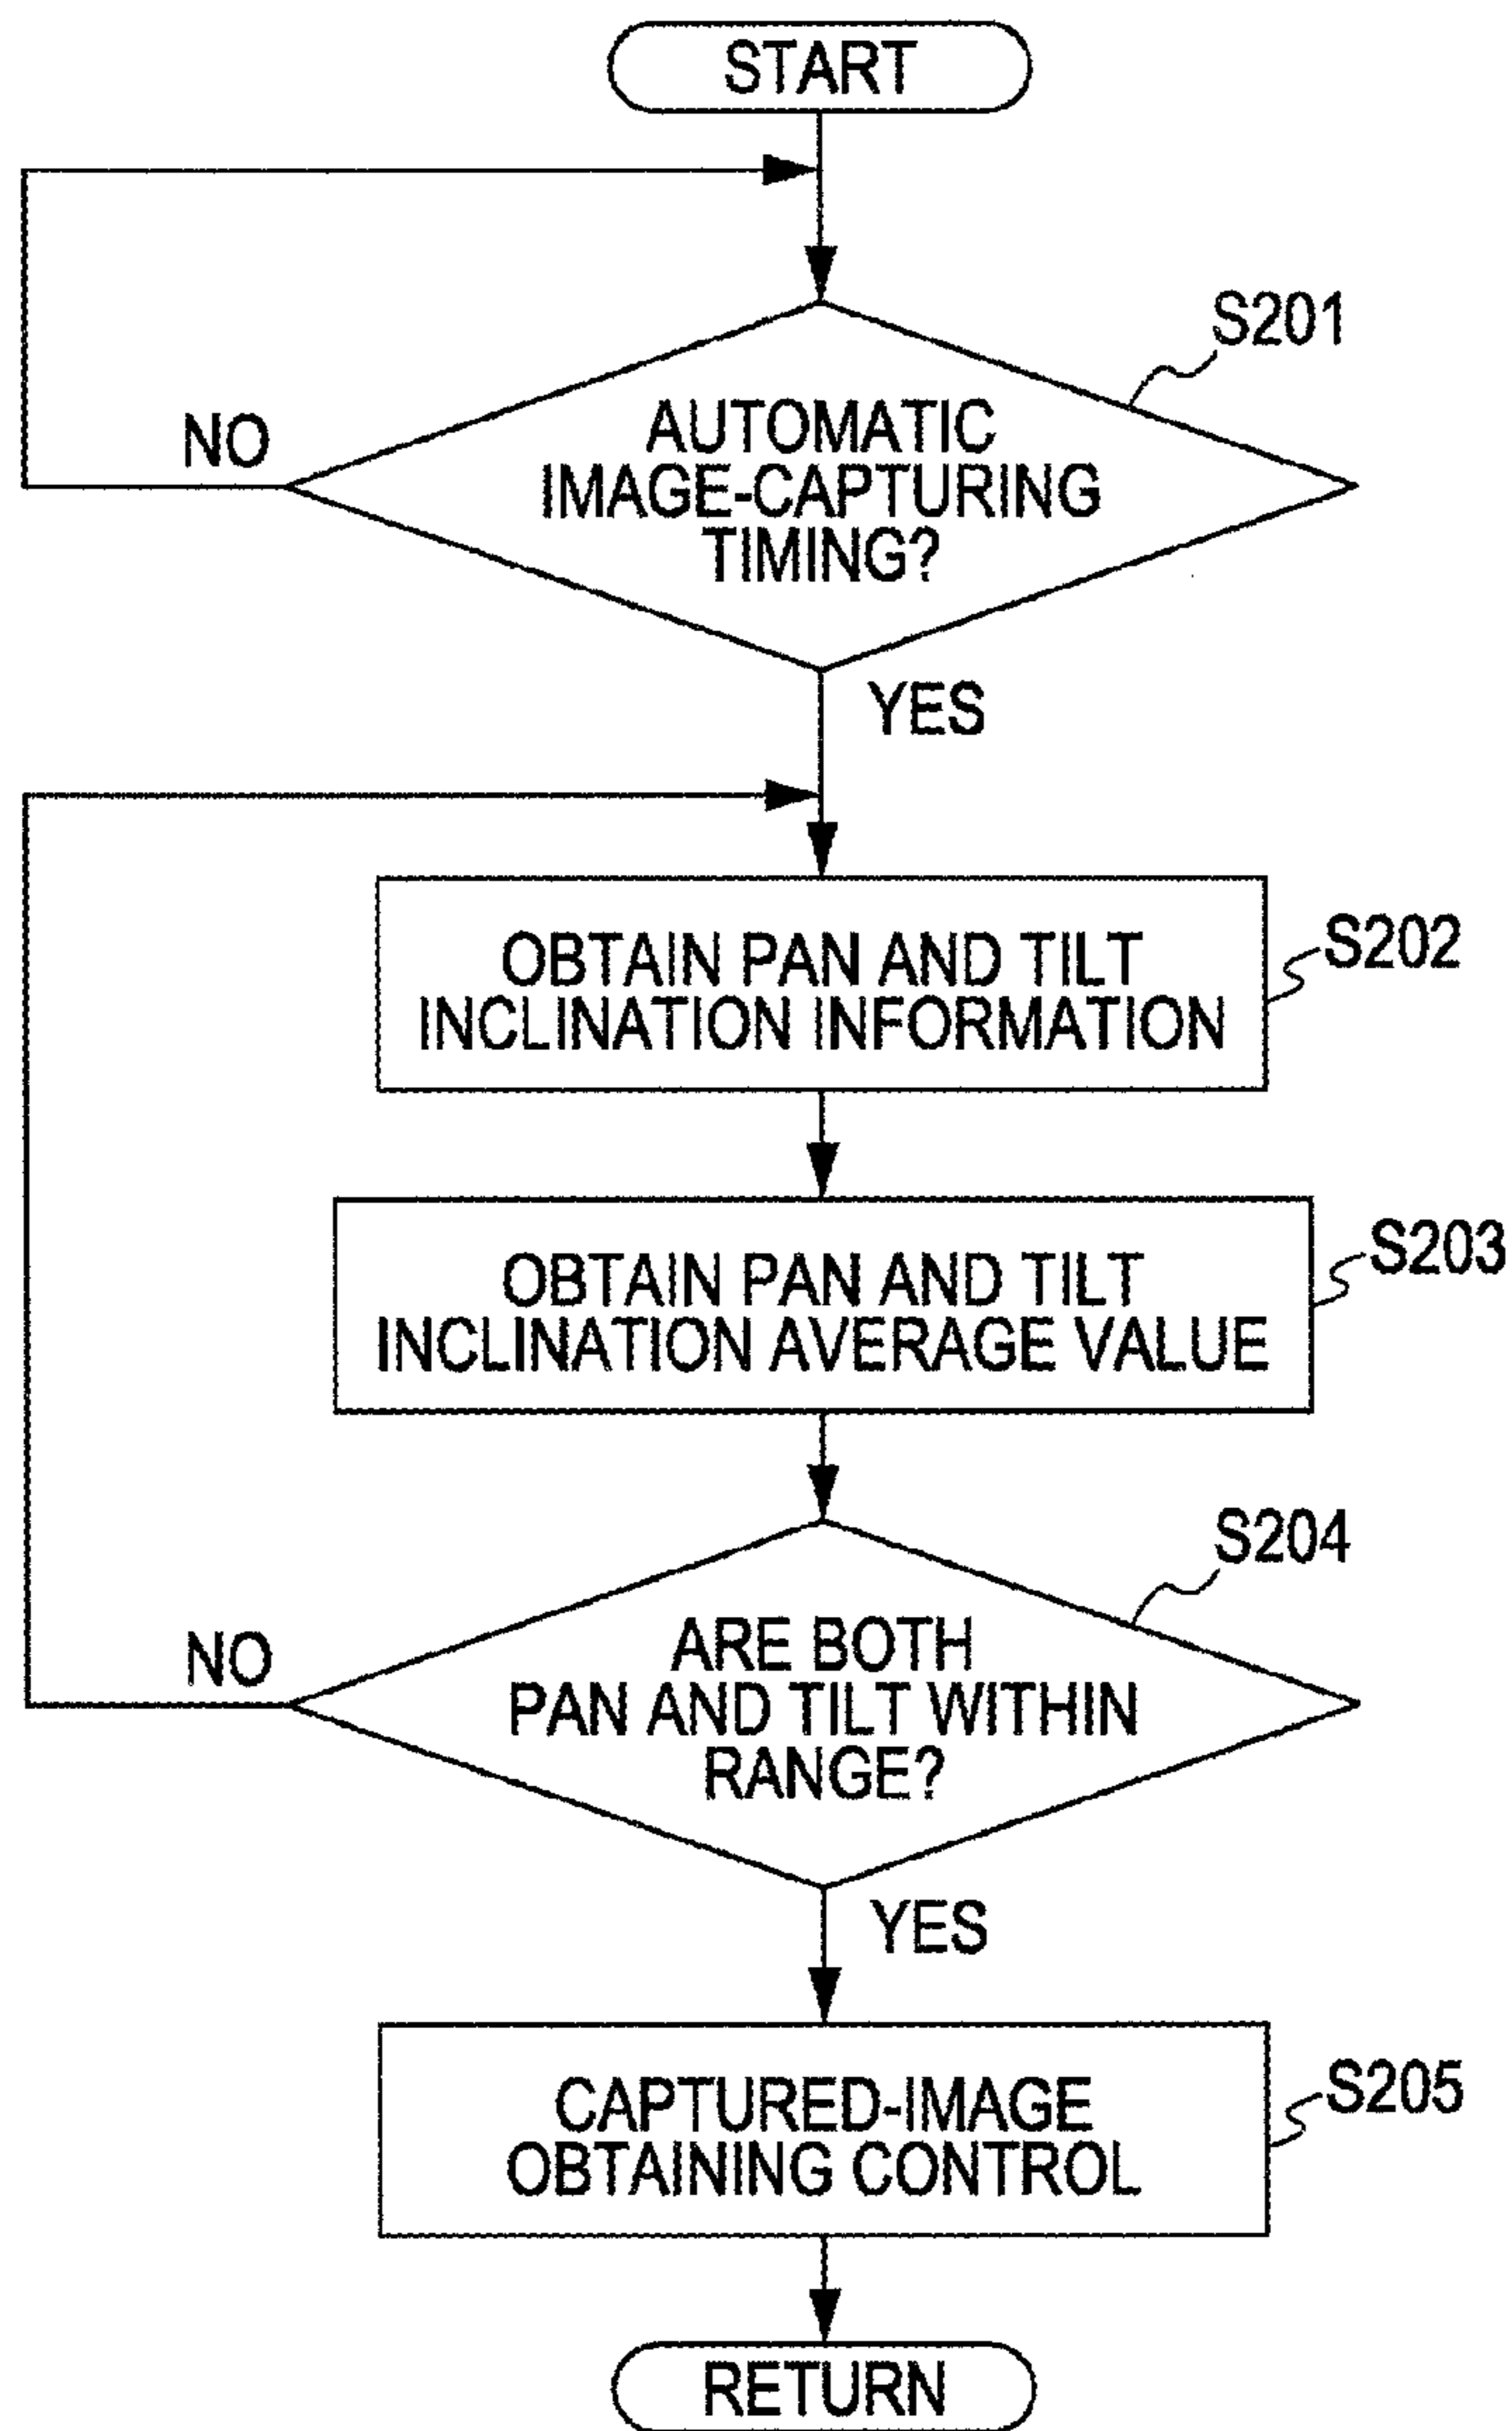 START
S201
AUTOMATIC
IMAGE-CAPTURING
TIMING?
NO
YES
OBTAIN PAN AND TILT
INCLINATION INFORMATION
S202
OBTAIN PAN AND TILT
INCLINATION AVERAGE VALUE
S203
S204
ARE BOTH
PAN AND TILT WITHIN
RANGE?
NO
YES
CAPTURED-IMAGE
OBTAINING CONTROL
S205
RETURN